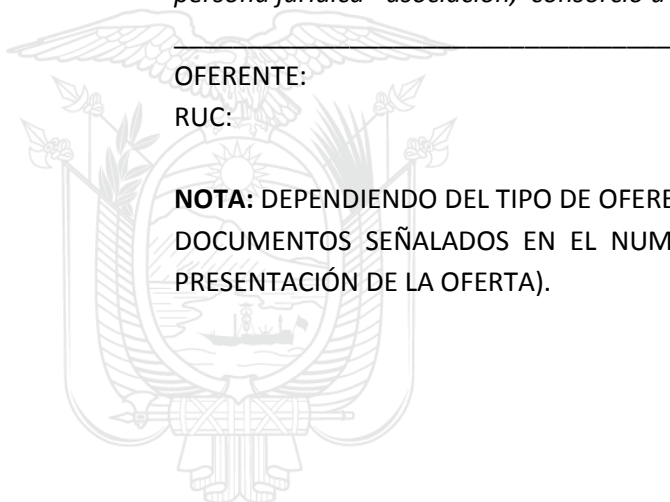 persona jurídica - asociación, consorcio a
OFERENTE:
RUC:
NOTA: DEPENDIENDO DEL TIPO DE OFERE
DOCUMENTOS SEÑALADOS EN EL NUM
PRESENTACIÓN DE LA OFERTA).